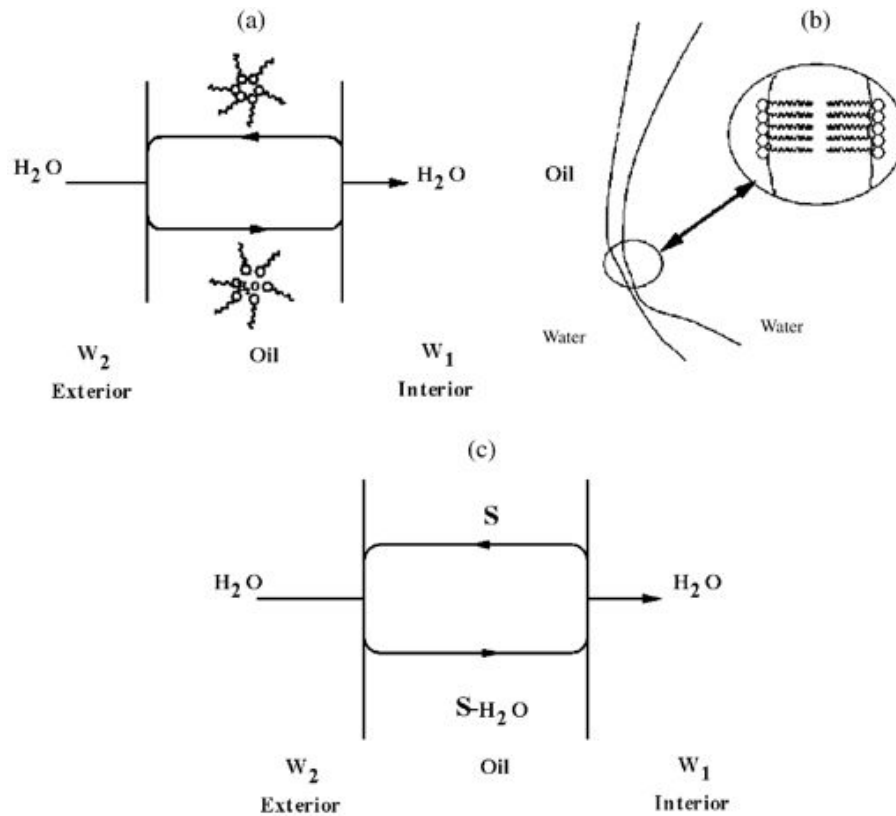 (a)
H2O
H2O
W2
Oil
W1
Exterior
Interior
(b)
Oil
Water
Water
(c)
S
H2O
H2O
S-H2O
W2
Oil
W1
Exterior
Interior